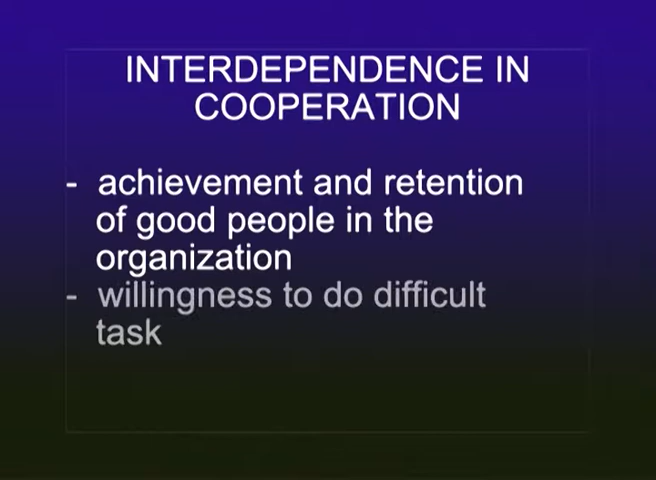 INTERDEPENDENCE IN
COOPERATION
- achievement and retention
of good people in the
organization
- willingness to do difficult
task